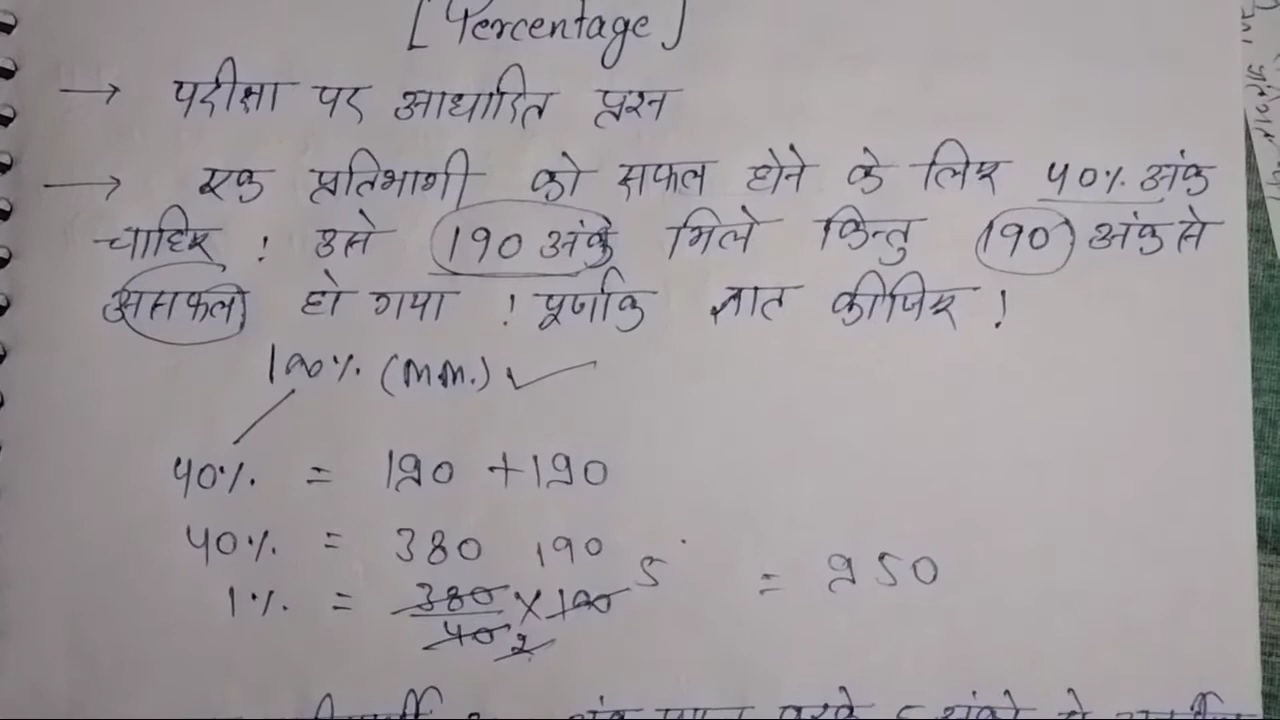 [Percentage]
→ परीक्षा पर आधारित प्रश्न
→ एक प्रतिभागी को सफल होने के लिए 40% अंक
चाहिए ! उसे 190 अंक मिले किन्तु 190 अंक से
असफल हो गया ! पूर्णांक ज्ञात कीजिए !
100% (M.M.) ✓
40% = 190 + 190
40% = 380 190
1% = 380/40 2 × 100 5 = 950